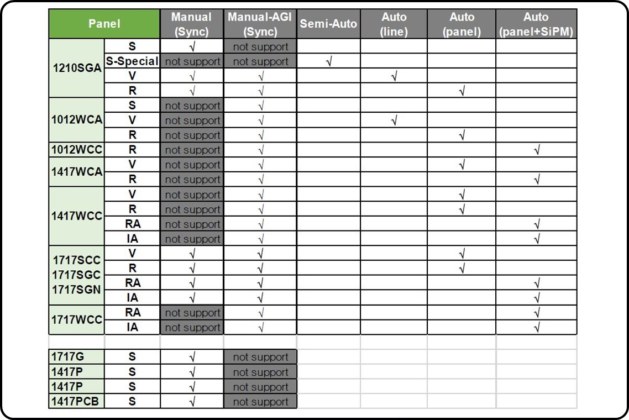 Panel Manual (Sync) Manual-AGI (Sync) Semi-Auto Auto (line) Auto (panel) Auto (panel+SiPM)
1210SGA S √ not support
S-Special not support not support √
V √ √ √
R √ √ √
1012WCA S not support √
V not support √ √
R not support √ √
1012WCC R not support √ √
1417WCA V not support √ √
R not support √ √
1417WCC V not support √ √
R not support √ √
RA not support √ √
IA not support √ √
1717SCC 1717SGC 1717SGN V √ √ √
R √ √ √
RA √ √ √
IA √ √ √
1717WCC RA not support √ √
IA not support √ √
1717G S √ not support
1417P S √ not support
1417P S √ not support
1417PCB S √ not support